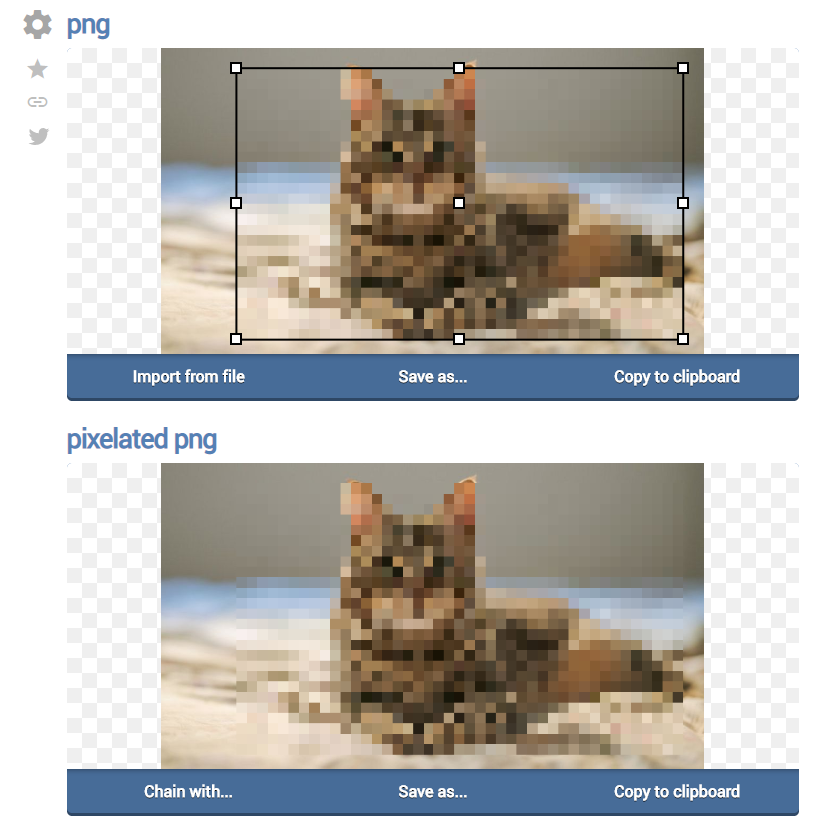 png
Import from file
Save as...
Copy to clipboard
pixelated png
Chain with...
Save as...
Copy to clipboard